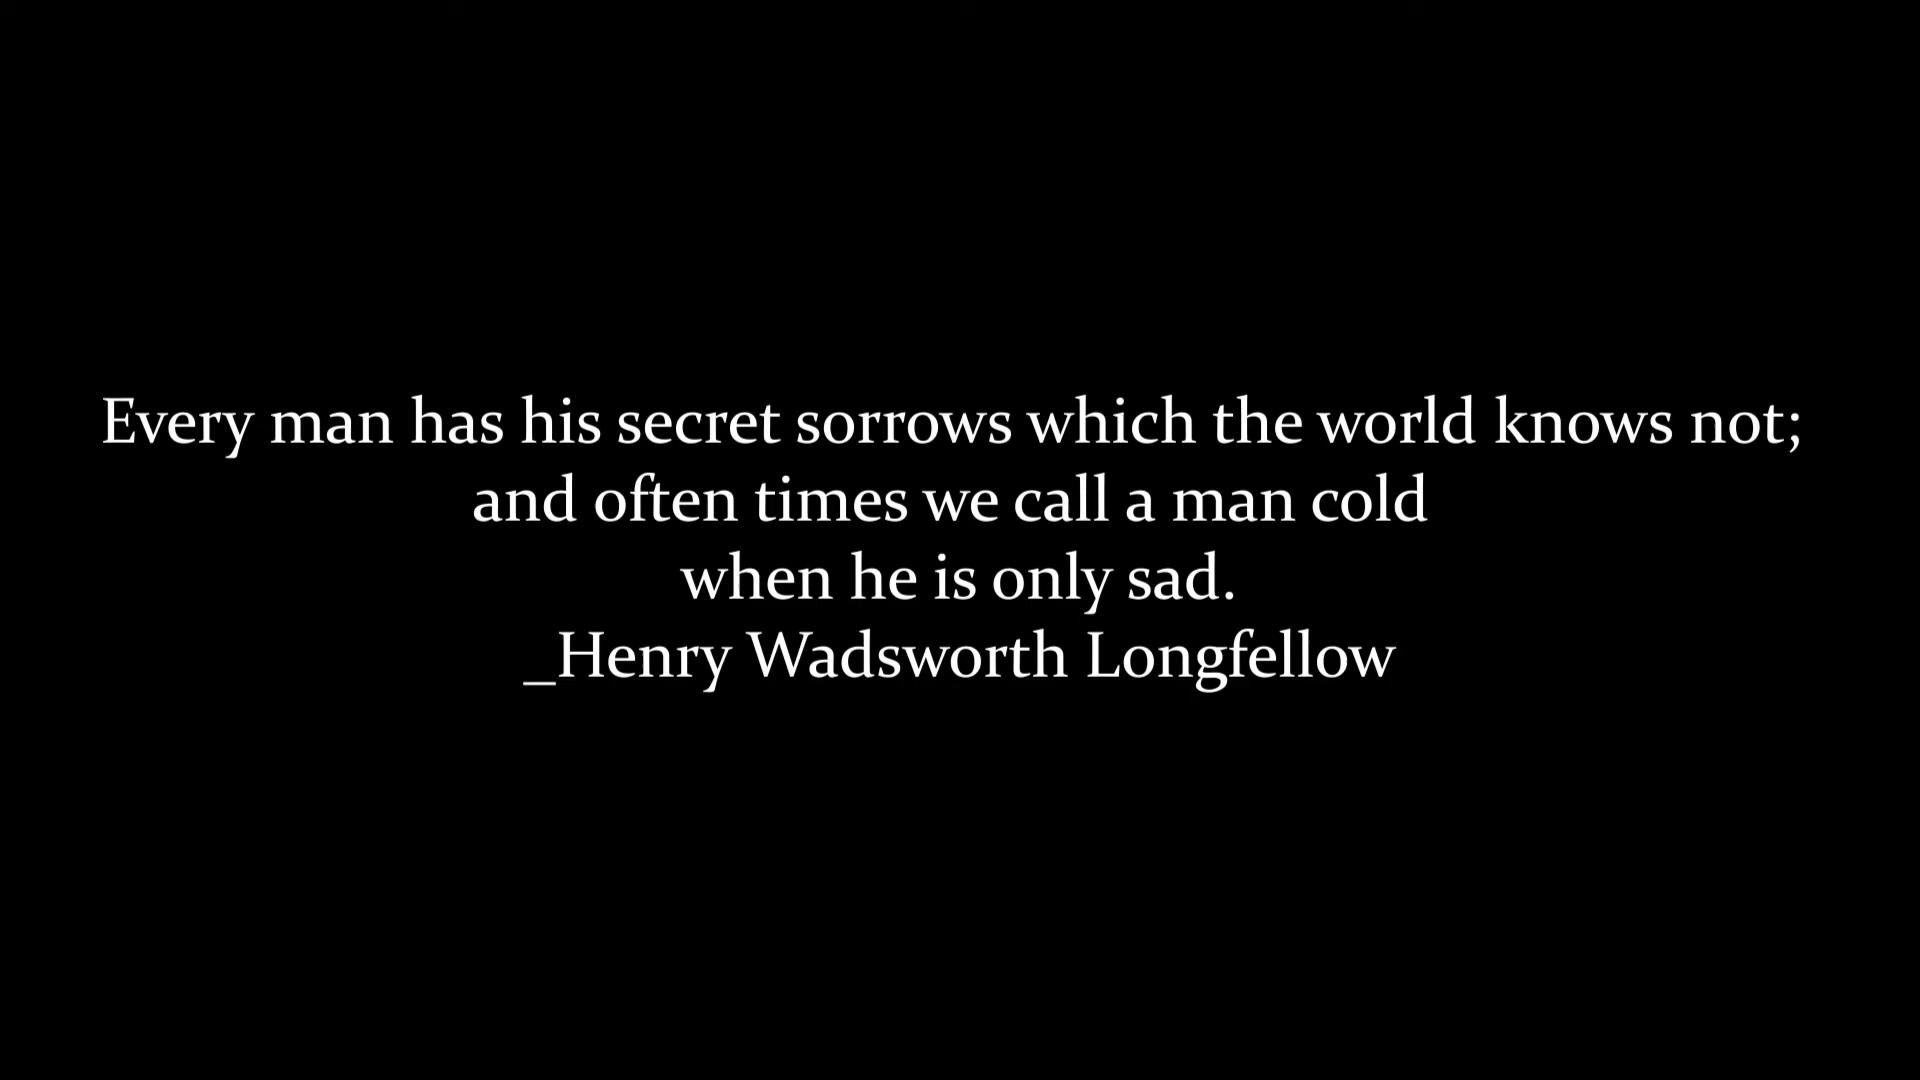 Every man has his secret sorrows which the world knows not;
and often times we call a man cold
when he is only sad.
_Henry Wadsworth Longfellow